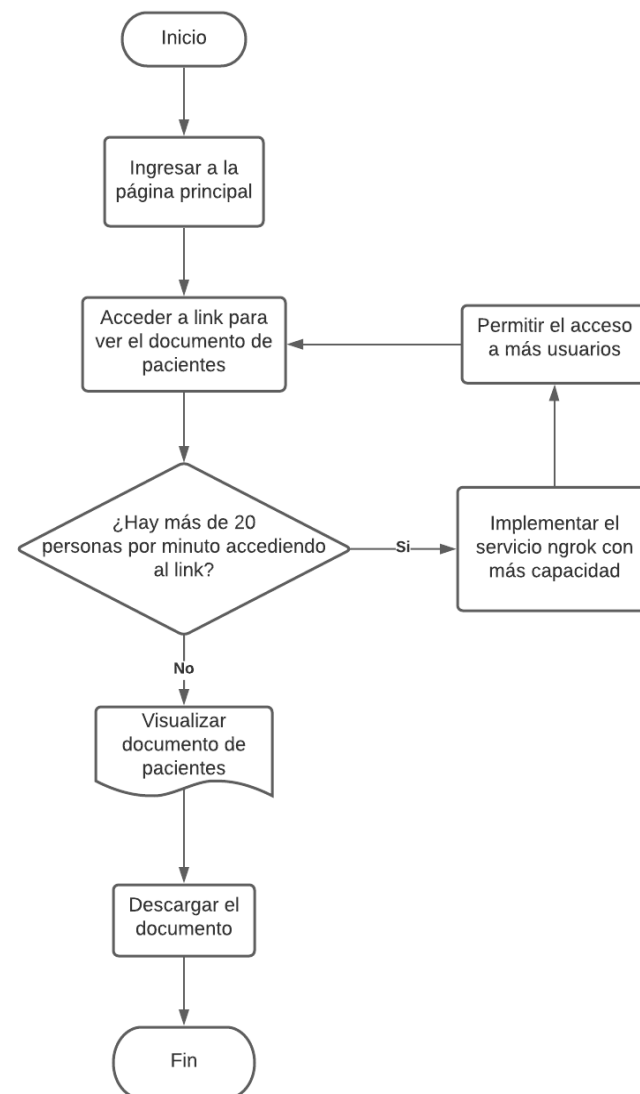 Inicio
Ingresar a la
página principal
Acceder a link para
ver el documento de
pacientes
Permitir el acceso
a más usuarios
¿Hay más de 20
personas por minuto accediendo
al link?
Si
Implementar el
servicio ngrok con
más capacidad
No
Visualizar
documento de
pacientes
Descargar el
documento
Fin